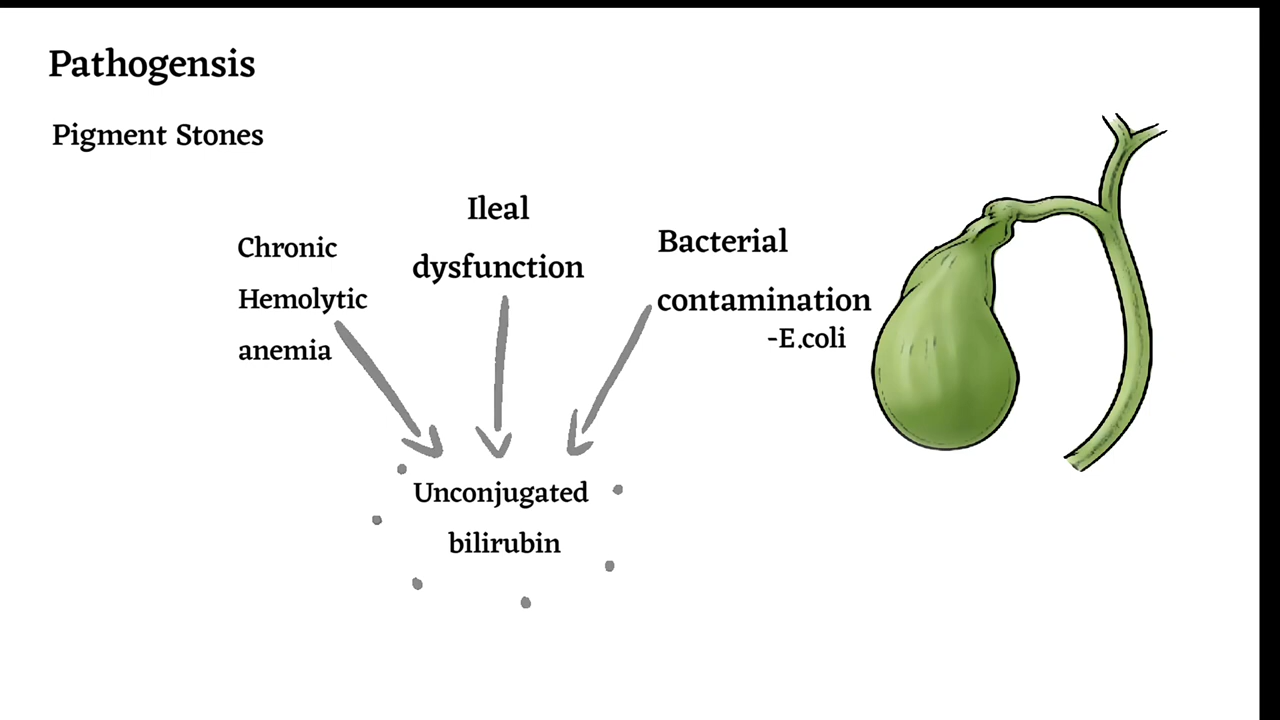 Pathogensis
Pigment Stones
Chronic
Hemolytic
anemia
Ileal
dysfunction
Bacterial
contamination
-E.coli
Unconjugated
bilirubin